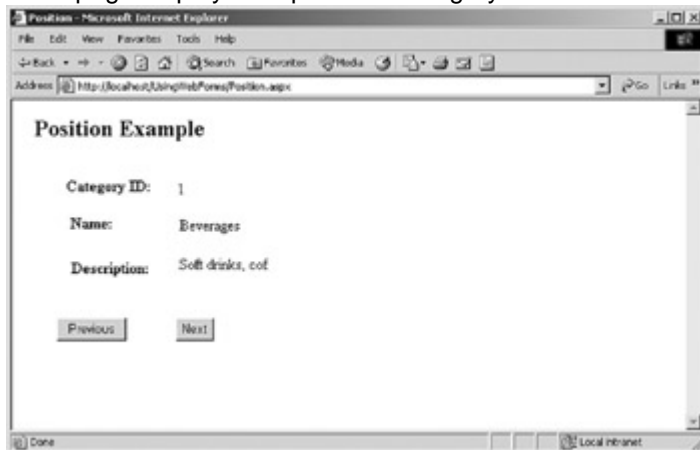 Position - Microsoft Internet Explorer
File Edit View Favorites Tools Help
Back Search Favorites Media
Address http://localhost/UsingWebForms/Position.aspx Go Links »
Position Example
Category ID: 1
Name: Beverages
Description: Soft drinks, cof
Previous Next
Done Local intranet